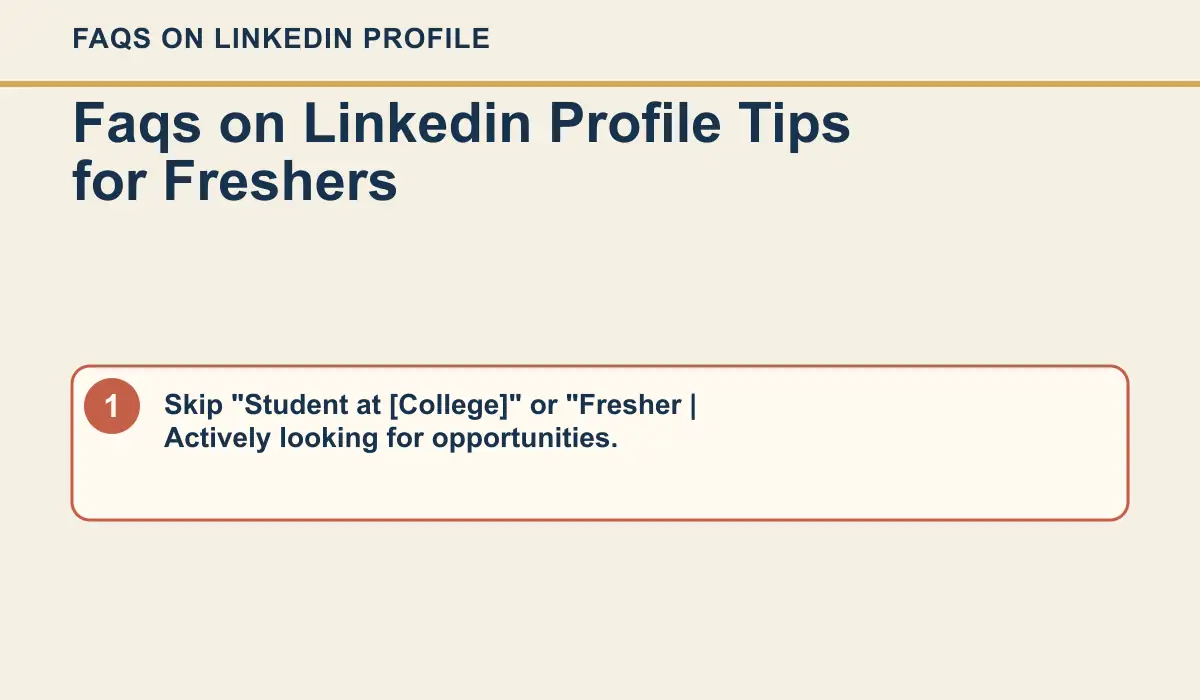 FAQS ON LINKEDIN PROFILE
Faqs on Linkedin Profile Tips
for Freshers
1
Skip "Student at [College]" or "Fresher |
Actively looking for opportunities.